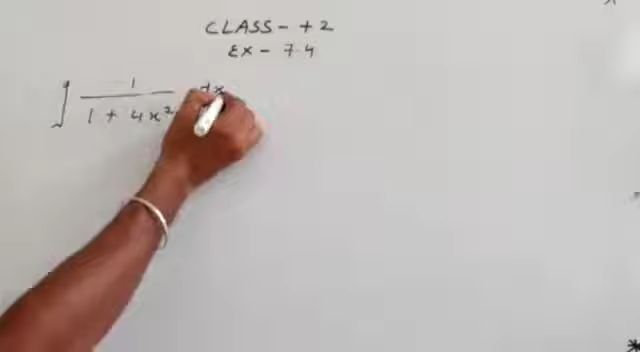 CLASS - +2
EX - 7.4
∫ 1 / 1 + 4x² dx